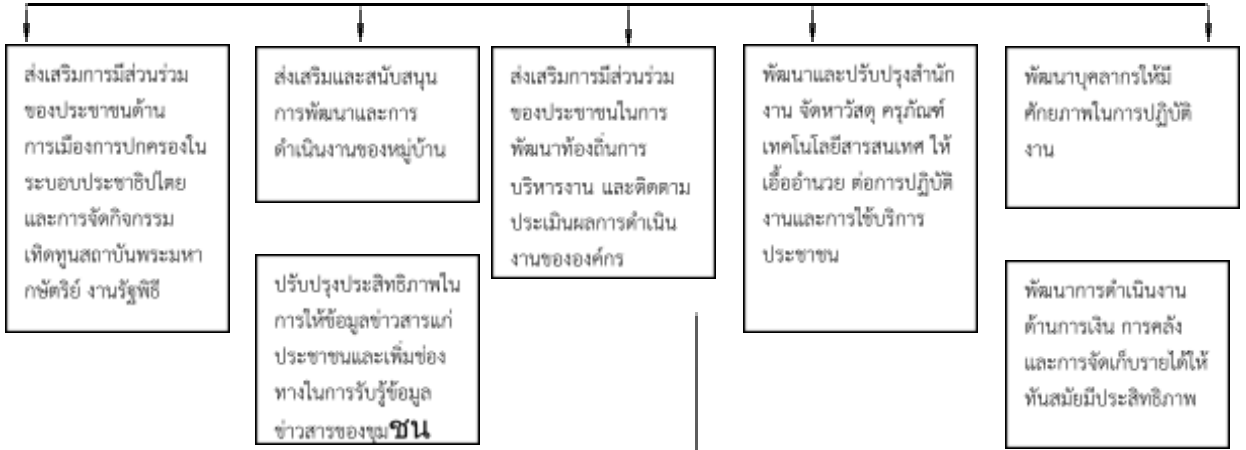 ส่งเสริมการมีส่วนร่วม
ของประชาชนด้าน
การเมืองการปกครองใน
ระบอบประชาธิปไตย
และการจัดกิจกรรม
เทิดทูนสถาบันพระมหา
กษัตริย์ งานรัฐพิธี
ส่งเสริมและสนับสนุน
การพัฒนาและการ
ดำเนินงานของหมู่บ้าน
ปรับปรุงประสิทธิภาพใน
การให้ข้อมูลข่าวสารแก่
ประชาชนและเพิ่มช่อง
ทางในการรับรู้ข้อมูล
ข่าวสารของชุมชน
ส่งเสริมการมีส่วนร่วม
ของประชาชนในการ
พัฒนาท้องถิ่นการ
บริหารงาน และติดตาม
ประเมินผลการดำเนิน
งานขององค์กร
พัฒนาและปรับปรุงสำนัก
งาน จัดหาวัสดุ ครุภัณฑ์
เทคโนโลยีสารสนเทศ ให้
เอื้ออำนวย ต่อการปฏิบัติ
งานและการใช้บริการ
ประชาชน
พัฒนาบุคลากรให้มี
ศักยภาพในการปฏิบัติ
งาน
พัฒนาการดำเนินงาน
ด้านการเงิน การคลัง
และการจัดเก็บรายได้ให้
ทันสมัยมีประสิทธิภาพ